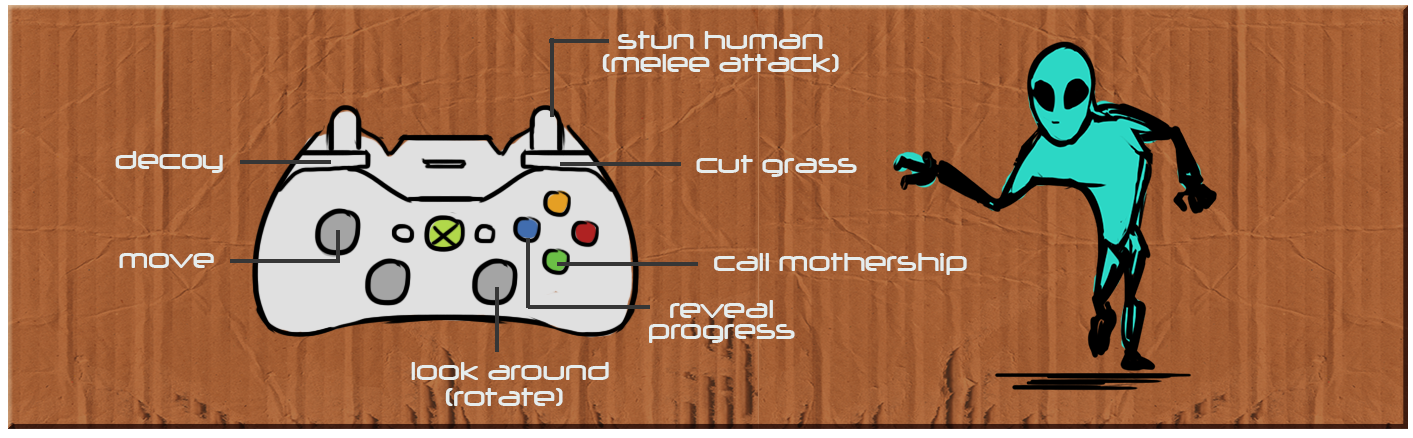 stun human
(melee attack)
decoy
cut grass
move
call mothership
reveal
progress
look around
(rotate)